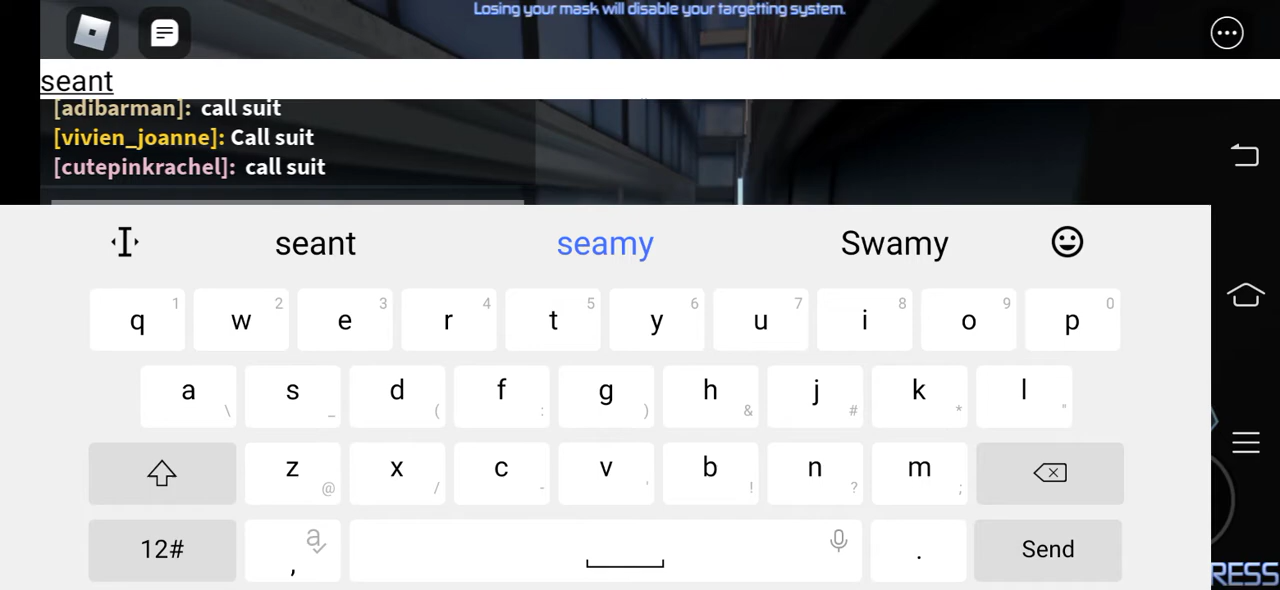 Losing your mask will disable your targetting system.
seant
[adibarman]: call suit
[vivien_joanne]: Call suit
[cutepinkrachel]: call suit
seant seamy Swamy
q 1 w 2 e 3 r 4 t 5 y 6 u 7 i 8 o 9 p 0
a \ s _ d ( f : g ) h & j # k * l "
z @ x / c - v ' b ! n ? m ;
12# a , . Send
RESS